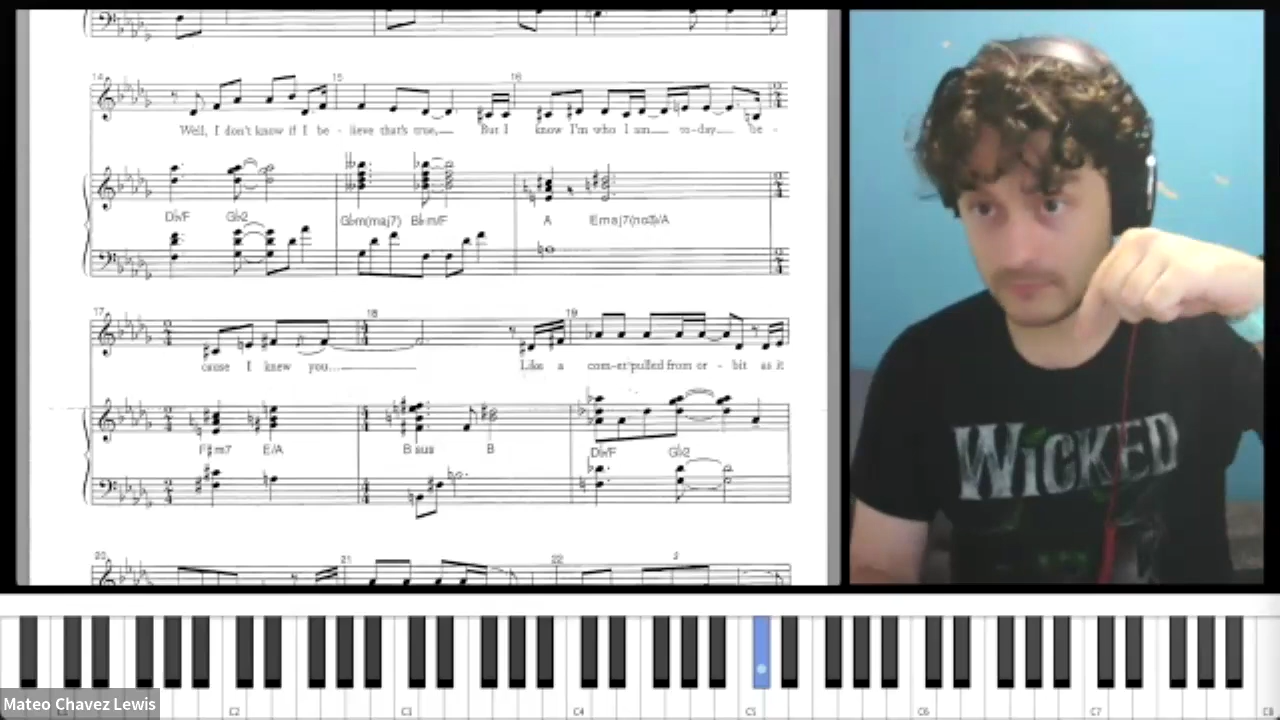 14 15 16
Well, I don't know if I be - lieve that's true, But I know I'm who I am to-day be -
D♭/F G♭2 G♭m(maj7) B♭m/F A Emaj7(no3)/A
17 18 19
cause I knew you... Like a com-et pulled from or - bit as it
F♯m7 E/A B sus B D♭/F G♭2
20 21 22 2
WICKED
C2 C3 C4 C5 C6 C7 C8
Mateo Chavez Lewis